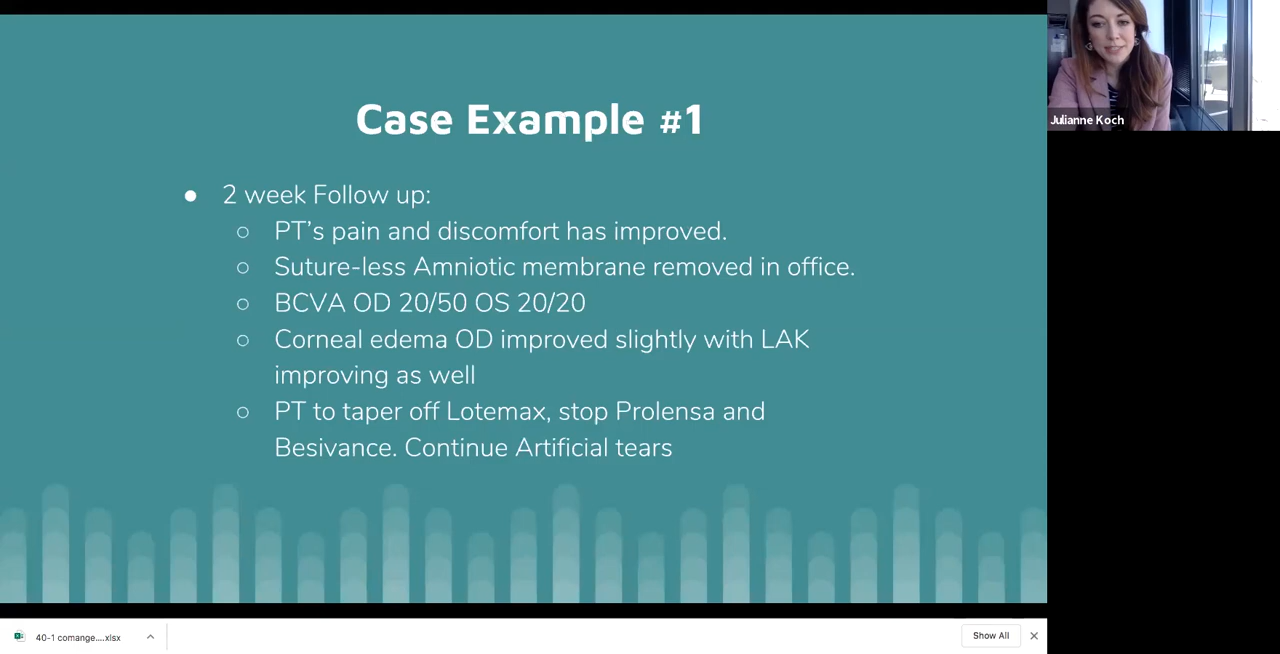 Case Example #1
● 2 week Follow up:
○ PT's pain and discomfort has improved.
○ Suture-less Amniotic membrane removed in office.
○ BCVA OD 20/50 OS 20/20
○ Corneal edema OD improved slightly with LAK
improving as well
○ PT to taper off Lotemax, stop Prolensa and
Besivance. Continue Artificial tears
Julianne Koch
40-1 comange....xlsx
Show All